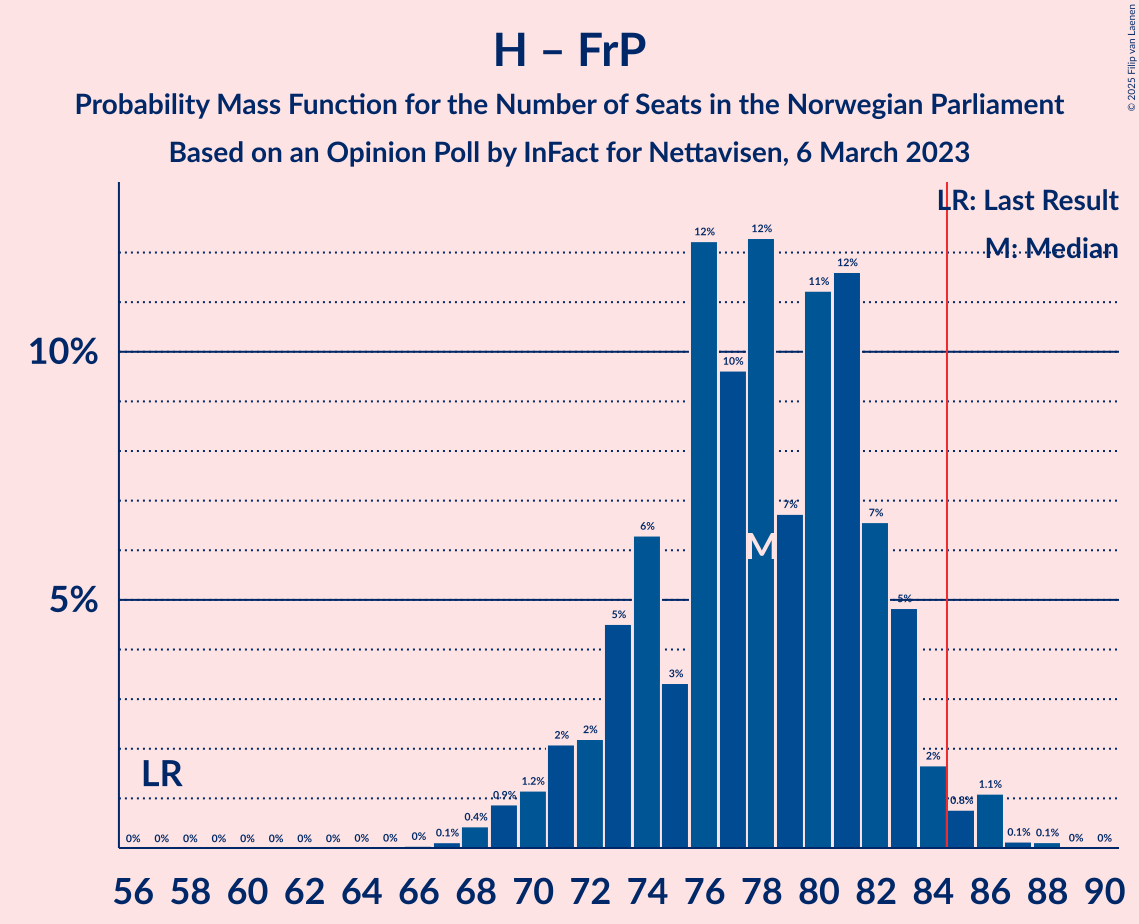 H – FrP
Probability Mass Function for the Number of Seats in the Norwegian Parliament
Based on an Opinion Poll by InFact for Nettavisen, 6 March 2023
© 2025 Filip van Laenen
LR: Last Result
M: Median
10%
5%
LR
M
0% 0% 0% 0% 0% 0% 0% 0% 0% 0% 0% 0.1% 0.4% 0.9% 1.2% 2% 2% 5% 6% 3% 12% 10% 12% 7% 11% 12% 7% 5% 2% 0.8% 1.1% 0.1% 0.1% 0% 0%
56 58 60 62 64 66 68 70 72 74 76 78 80 82 84 86 88 90